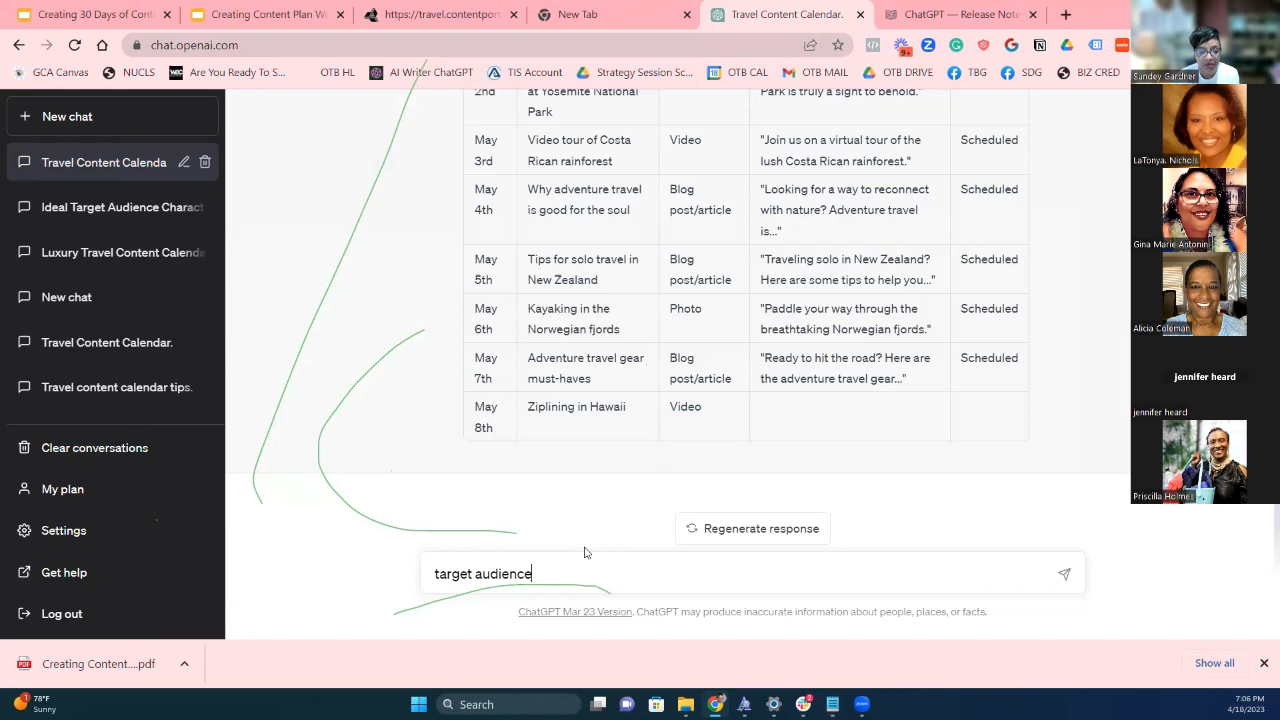 Creating 30 Days of Cont
Creating Content Plan Wo
https://travel.contentport
New Tab
Travel Content Calendar.
ChatGPT — Release Note
chat.openai.com
9+
zoom
GCA Canvas
NUCLS
Are You Ready To S...
OTB HL
AI Writer ChatGPT
TIS Account
Strategy Session Sc...
OTB CAL
OTB MAIL
OTB DRIVE
TBG
SDG
BIZ CRED
New chat
Travel Content Calenda
Ideal Target Audience Charact
Luxury Travel Content Calenda
New chat
Travel Content Calendar.
Travel content calendar tips.
Clear conversations
My plan
Settings
Get help
Log out
2nd at Yosemite National Park Park is truly a sight to behold."
May 3rd Video tour of Costa Rican rainforest Video "Join us on a virtual tour of the lush Costa Rican rainforest." Scheduled
May 4th Why adventure travel is good for the soul Blog post/article "Looking for a way to reconnect with nature? Adventure travel is..." Scheduled
May 5th Tips for solo travel in New Zealand Blog post/article "Traveling solo in New Zealand? Here are some tips to help you..." Scheduled
May 6th Kayaking in the Norwegian fjords Photo "Paddle your way through the breathtaking Norwegian fjords." Scheduled
May 7th Adventure travel gear must-haves Blog post/article "Ready to hit the road? Here are the adventure travel gear..." Scheduled
May 8th Ziplining in Hawaii Video
Regenerate response
target audience
ChatGPT Mar 23 Version. ChatGPT may produce inaccurate information about people, places, or facts.
Sundey Gardner
LaTonya. Nichols
Gina Marie Antonin
Alicia Coleman
jennifer heard
jennifer heard
Priscilla Holmes
Creating Content....pdf
Show all
78°F
Sunny
Search
7:06 PM
4/18/2023